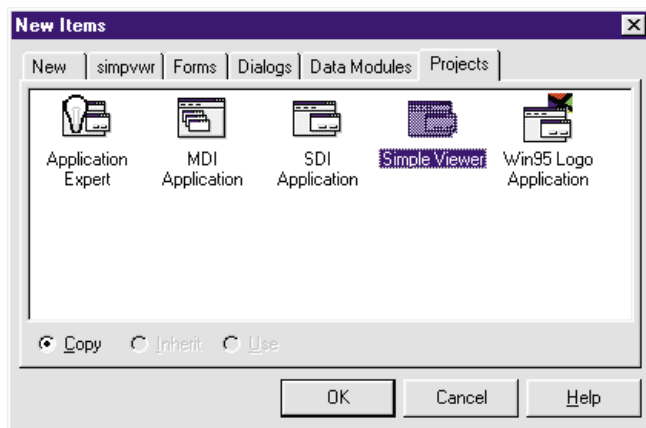 New Items
New simpvwr Forms Dialogs Data Modules Projects
Application Expert
MDI Application
SDI Application
Simple Viewer
Win95 Logo Application
Copy Inherit Use
OK Cancel Help